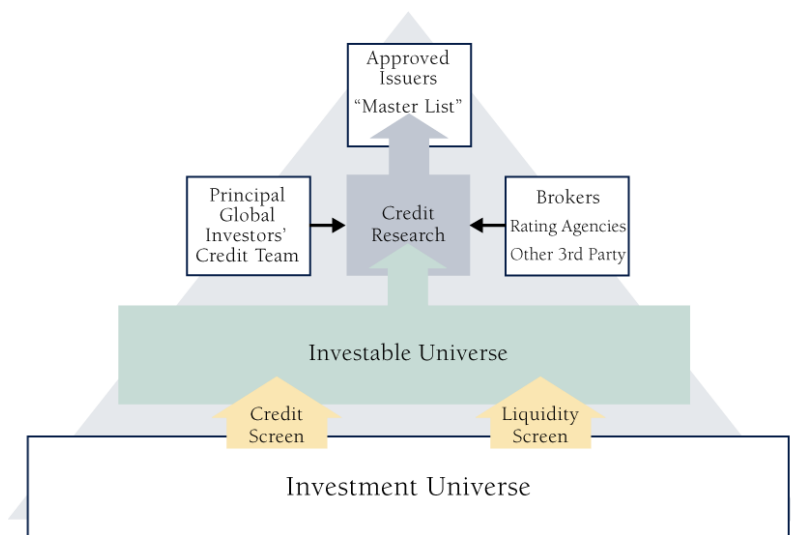 Approved
Issuers
“Master List”
Principal
Global
Investors’
Credit Team
Credit
Research
Brokers
Rating Agencies
Other 3rd Party
Investable Universe
Credit
Screen
Liquidity
Screen
Investment Universe